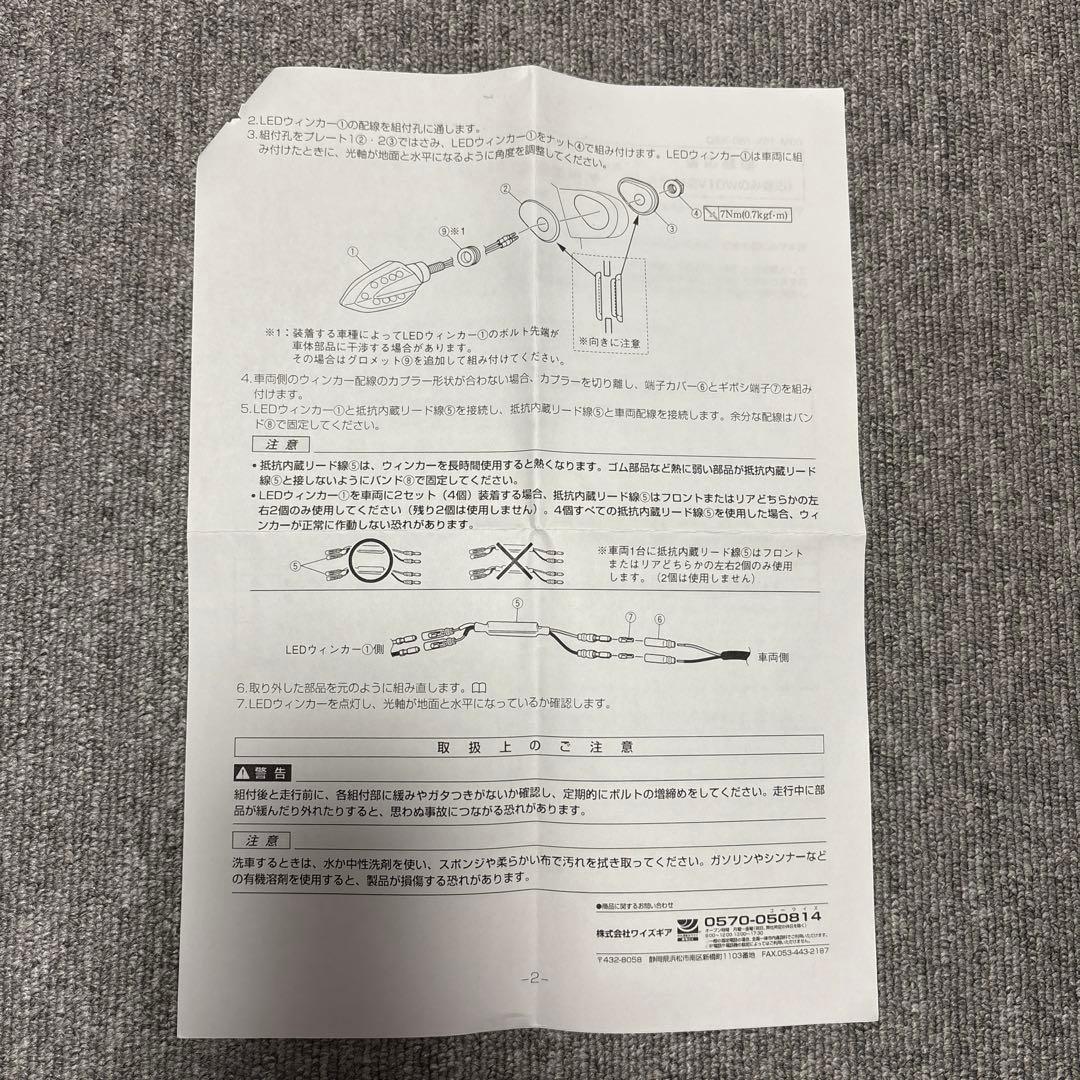 2.LEDウィンカー①の配線を組付孔に通します。
3.組付孔をプレート1②・2③ではさみ、LEDウィンカー①をナット④で組み付けます。LEDウィンカー①は車両に組
み付けたときに、光軸が地面と水平になるように角度を調整してください。
②
④ 7Nm(0.7kgf・m)
③
⑨※1
①
※向きに注意
※1：装着する車種によってLEDウィンカー①のボルト先端が
車体部品に干渉する場合があります。
その場合はグロメット⑨を追加して組み付けてください。
4.車両側のウィンカー配線のカプラー形状が合わない場合、カプラーを切り離し、端子カバー⑥とギボシ端子⑦を組み
付けます。
5.LEDウィンカー①と抵抗内蔵リード線⑤を接続し、抵抗内蔵リード線⑤と車両配線を接続します。余分な配線はバン
ド⑧で固定してください。
注 意
• 抵抗内蔵リード線⑤は、ウィンカーを長時間使用すると熱くなります。ゴム部品など熱に弱い部品が抵抗内蔵リード
線⑤と接しないようにバンド⑧で固定してください。
• LEDウィンカー①を車両に2セット（4個）装着する場合、抵抗内蔵リード線⑤はフロントまたはリアどちらかの左
右2個のみ使用してください（残り2個は使用しません）。4個すべての抵抗内蔵リード線⑤を使用した場合、ウィ
ンカーが正常に作動しない恐れがあります。
⑤
※車両1台に抵抗内蔵リード線⑤はフロント
またはリアどちらかの左右2個のみ使用
します。（2個は使用しません）
⑤
⑦
⑥
LEDウィンカー①側
車両側
6.取り外した部品を元のように組み直します。
7.LEDウィンカーを点灯し、光軸が地面と水平になっているか確認します。
取 扱 上 の ご 注 意
警 告
組付後と走行前に、各組付部に緩みやガタつきがないか確認し、定期的にボルトの増締めをしてください。走行中に部
品が緩んだり外れたりすると、思わぬ事故につながる恐れがあります。
注 意
洗車するときは、水か中性洗剤を使い、スポンジや柔らかい布で汚れを拭き取ってください。ガソリンやシンナーなど
の有機溶剤を使用すると、製品が損傷する恐れがあります。
●商品に関するお問い合わせ
株式会社ワイズギア
0570-050814
オープン時間 月曜～金曜(祝日、弊社所定の休日を除く)
9:00～12:00 13:00～17:30
〒432-8058 静岡県浜松市南区新橋町1103番地 FAX.053-443-2187
-2-